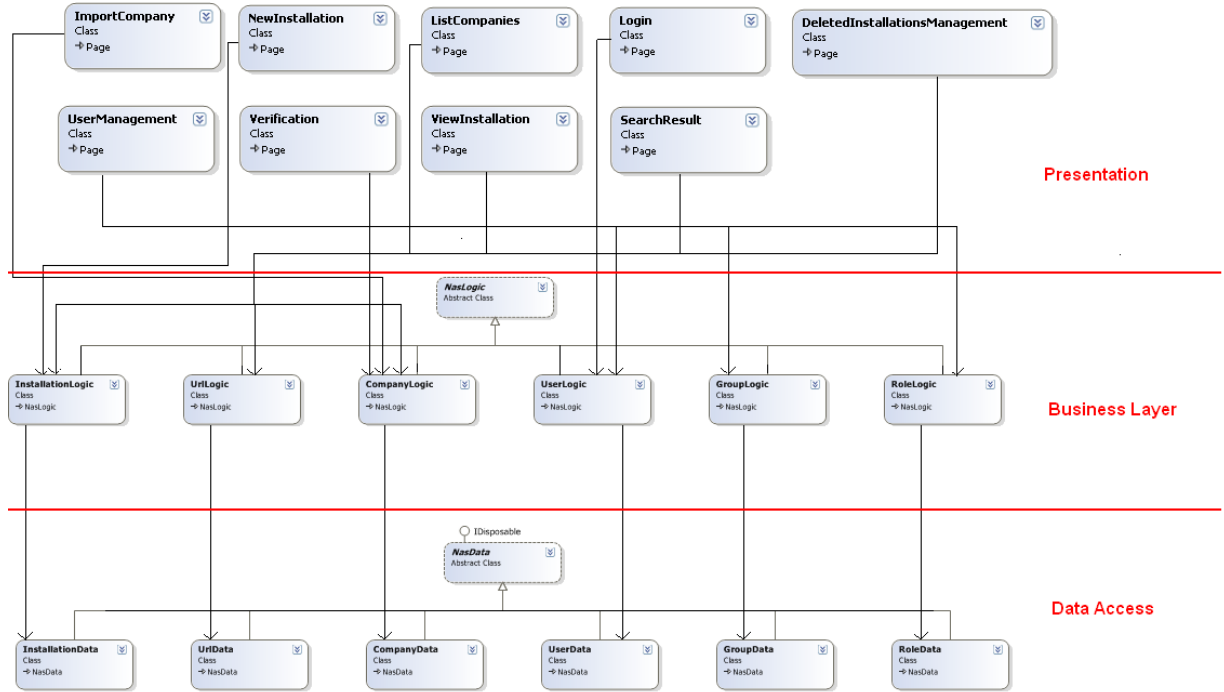 ImportCompany
Class
Page
NewInstallation
Class
Page
ListCompanies
Class
Page
Login
Class
Page
DeletedInstallationsManagement
Class
Page
UserManagement
Class
Page
Verification
Class
Page
ViewInstallation
Class
Page
SearchResult
Class
Page
Presentation
NasLogic
Abstract Class
InstallationLogic
Class
NasLogic
UrlLogic
Class
NasLogic
CompanyLogic
Class
NasLogic
UserLogic
Class
NasLogic
GroupLogic
Class
NasLogic
RoleLogic
Class
NasLogic
Business Layer
IDisposable
NasData
Abstract Class
Data Access
InstallationData
Class
NasData
UrlData
Class
NasData
CompanyData
Class
NasData
UserData
Class
NasData
GroupData
Class
NasData
RoleData
Class
NasData